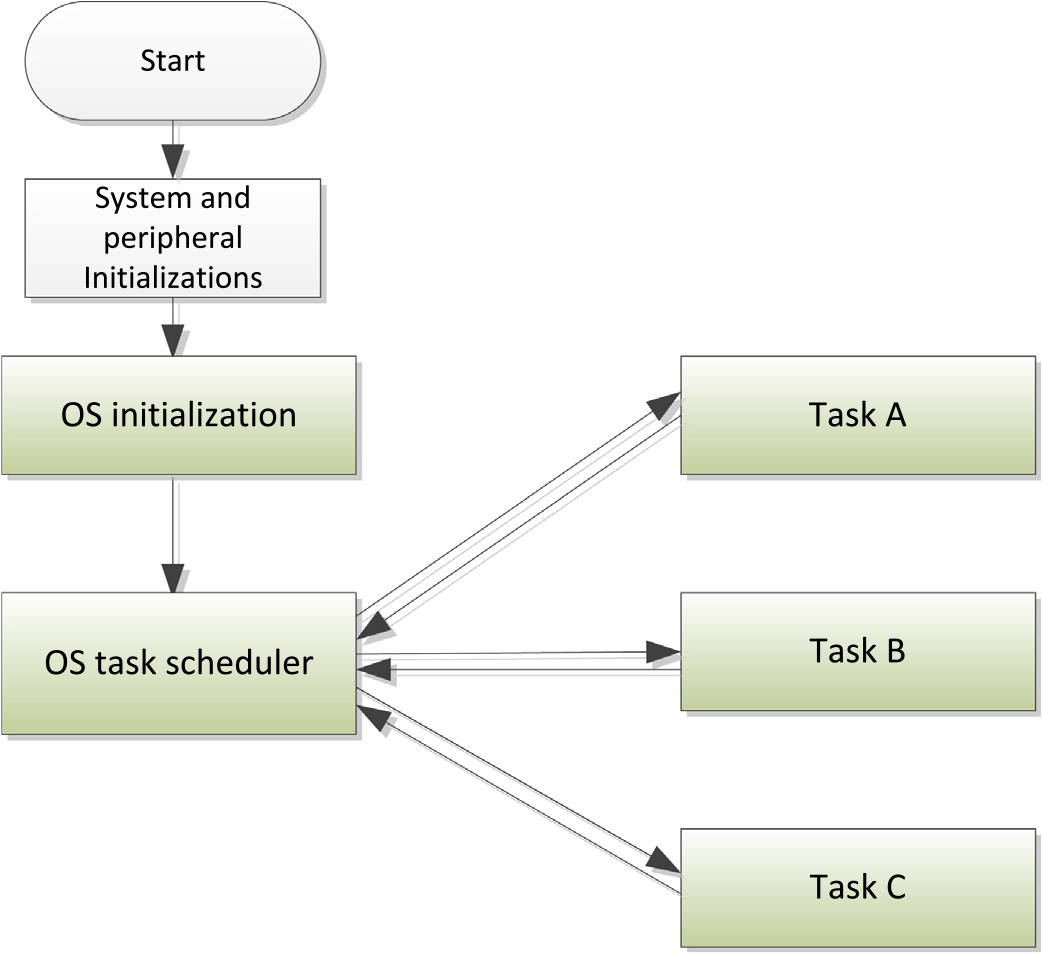 Start
System and
peripheral
Initializations
OS initialization
Task A
OS task scheduler
Task B
Task C